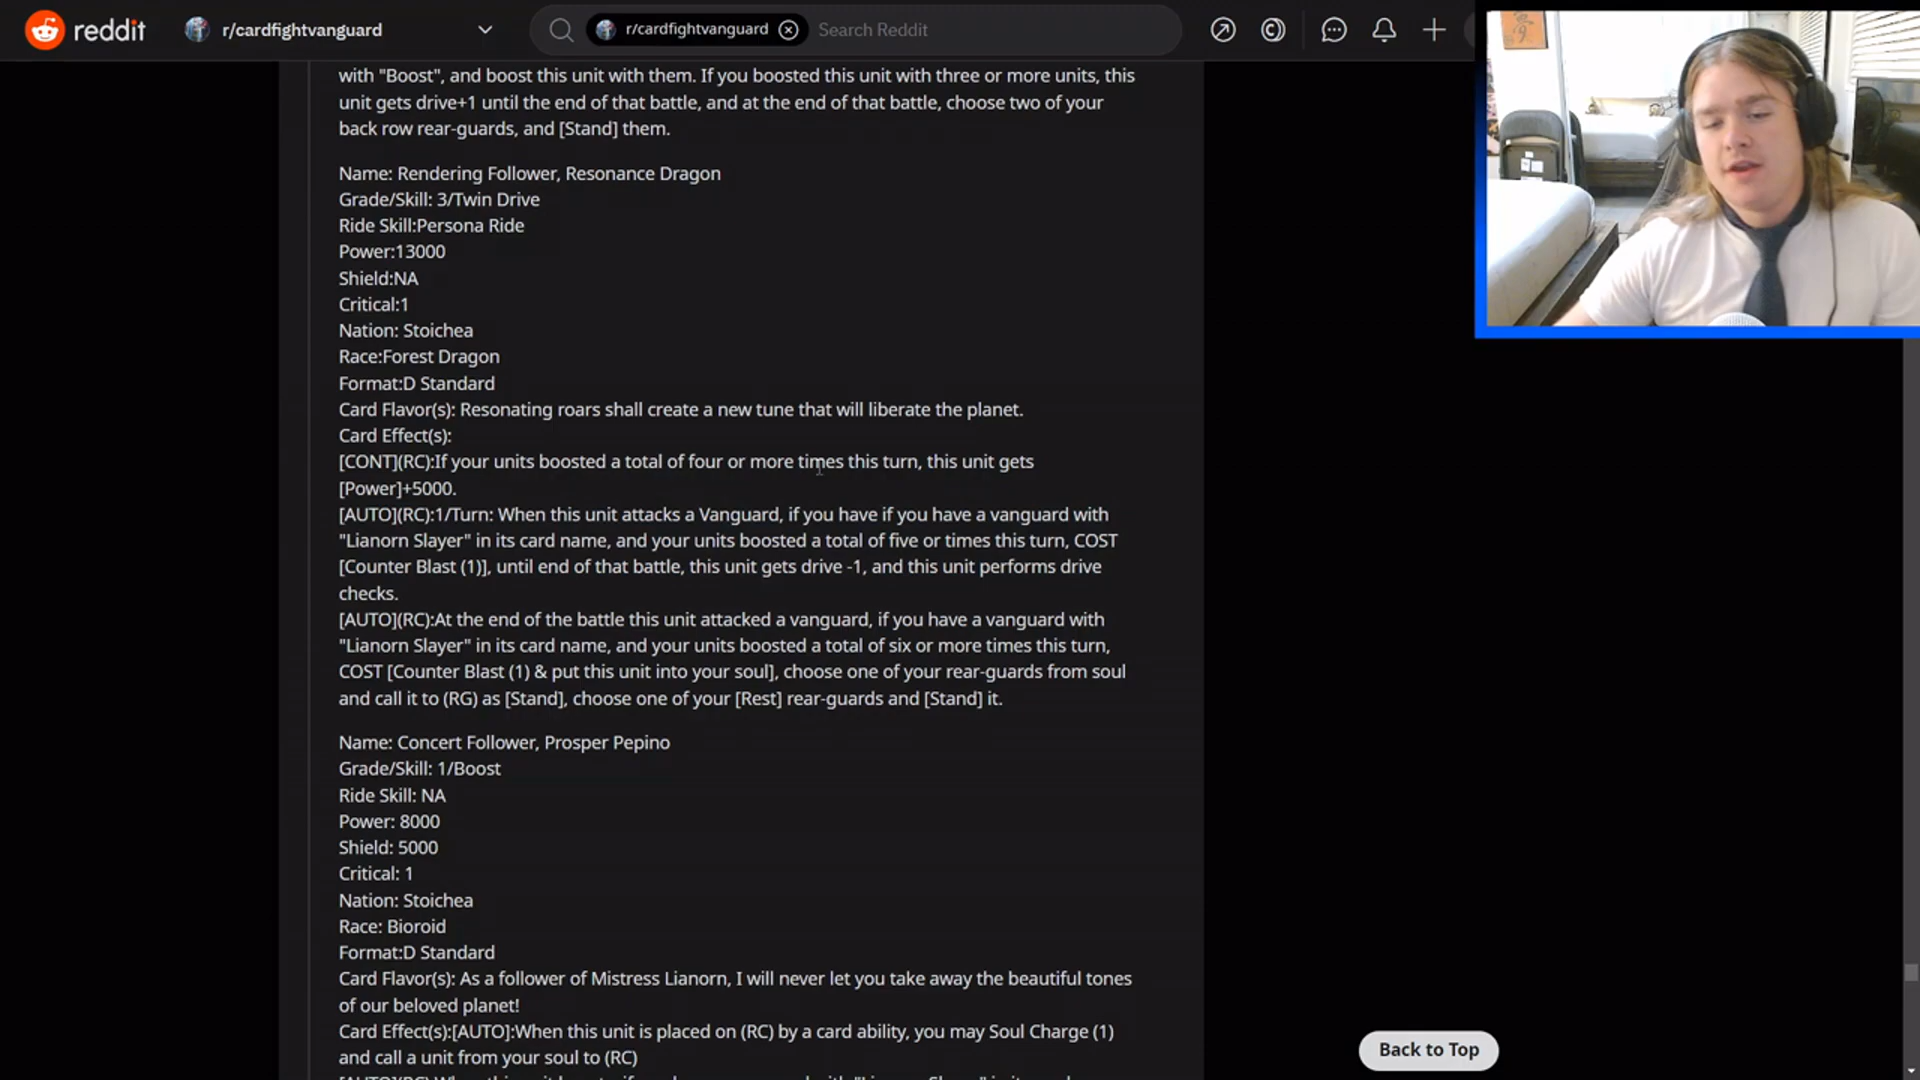 reddit
r/cardfightvanguard
r/cardfightvanguard
Search Reddit
with "Boost", and boost this unit with them. If you boosted this unit with three or more units, this
unit gets drive+1 until the end of that battle, and at the end of that battle, choose two of your
back row rear-guards, and [Stand] them.
Name: Rendering Follower, Resonance Dragon
Grade/Skill: 3/Twin Drive
Ride Skill:Persona Ride
Power:13000
Shield:NA
Critical:1
Nation: Stoichea
Race:Forest Dragon
Format:D Standard
Card Flavor(s): Resonating roars shall create a new tune that will liberate the planet.
Card Effect(s):
[CONT](RC):If your units boosted a total of four or more times this turn, this unit gets
[Power]+5000.
[AUTO](RC):1/Turn: When this unit attacks a Vanguard, if you have if you have a vanguard with
"Lianorn Slayer" in its card name, and your units boosted a total of five or times this turn, COST
[Counter Blast (1)], until end of that battle, this unit gets drive -1, and this unit performs drive
checks.
[AUTO](RC):At the end of the battle this unit attacked a vanguard, if you have a vanguard with
"Lianorn Slayer" in its card name, and your units boosted a total of six or more times this turn,
COST [Counter Blast (1) & put this unit into your soul], choose one of your rear-guards from soul
and call it to (RG) as [Stand], choose one of your [Rest] rear-guards and [Stand] it.
Name: Concert Follower, Prosper Pepino
Grade/Skill: 1/Boost
Ride Skill: NA
Power: 8000
Shield: 5000
Critical: 1
Nation: Stoichea
Race: Bioroid
Format:D Standard
Card Flavor(s): As a follower of Mistress Lianorn, I will never let you take away the beautiful tones
of our beloved planet!
Card Effect(s):[AUTO]:When this unit is placed on (RC) by a card ability, you may Soul Charge (1)
and call a unit from your soul to (RC)
Back to Top